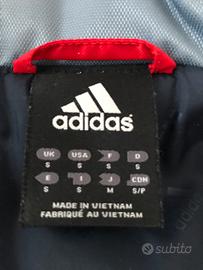 adidas
UK USA F D
S S S S
E I J CDN
S S M S/P
MADE IN VIETNAM
FABRIQUÉ AU VIETNAM
subito